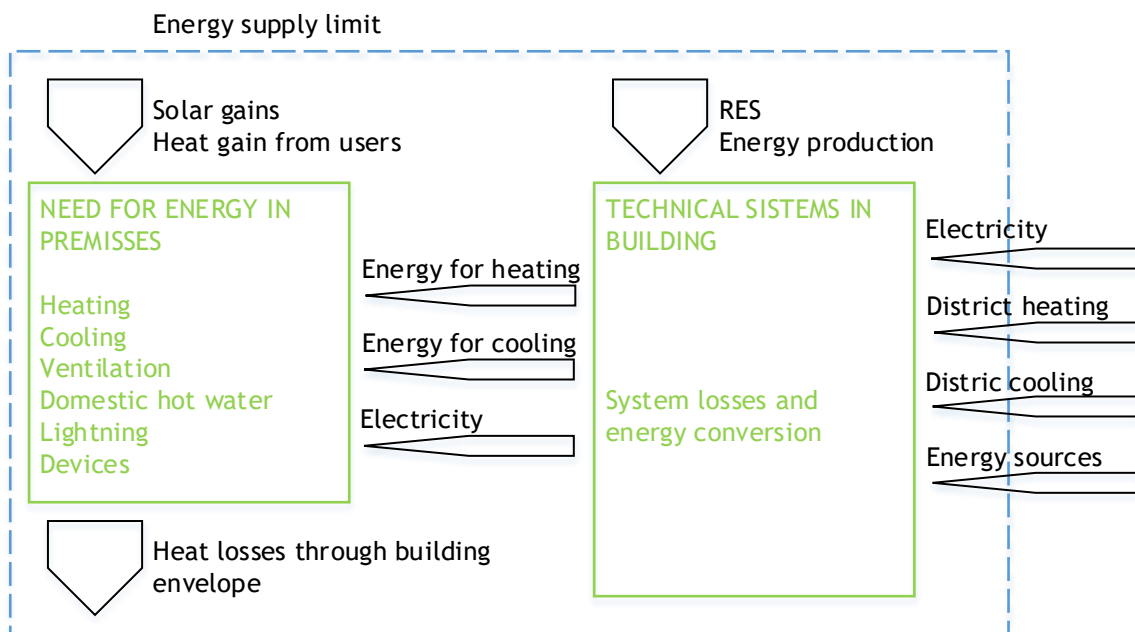 Energy supply limit
Solar gains
Heat gain from users
RES
Energy production
NEED FOR ENERGY IN
PREMISSES
Heating
Cooling
Ventilation
Domestic hot water
Lightning
Devices
Energy for heating
Energy for cooling
Electricity
TECHNICAL SISTEMS IN
BUILDING
System losses and
energy conversion
Electricity
District heating
Distric cooling
Energy sources
Heat losses through building
envelope